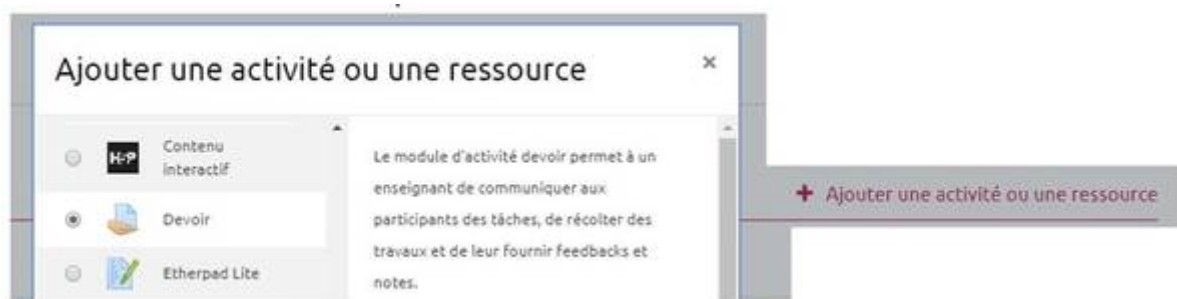 Ajouter une activité ou une ressource ×
H-P Contenu
interactif
Devoir
Etherpad Lite
Le module d'activité devoir permet à un
enseignant de communiquer aux
participants des tâches, de récolter des
travaux et de leur fournir feedbacks et
notes.
+ Ajouter une activité ou une ressource